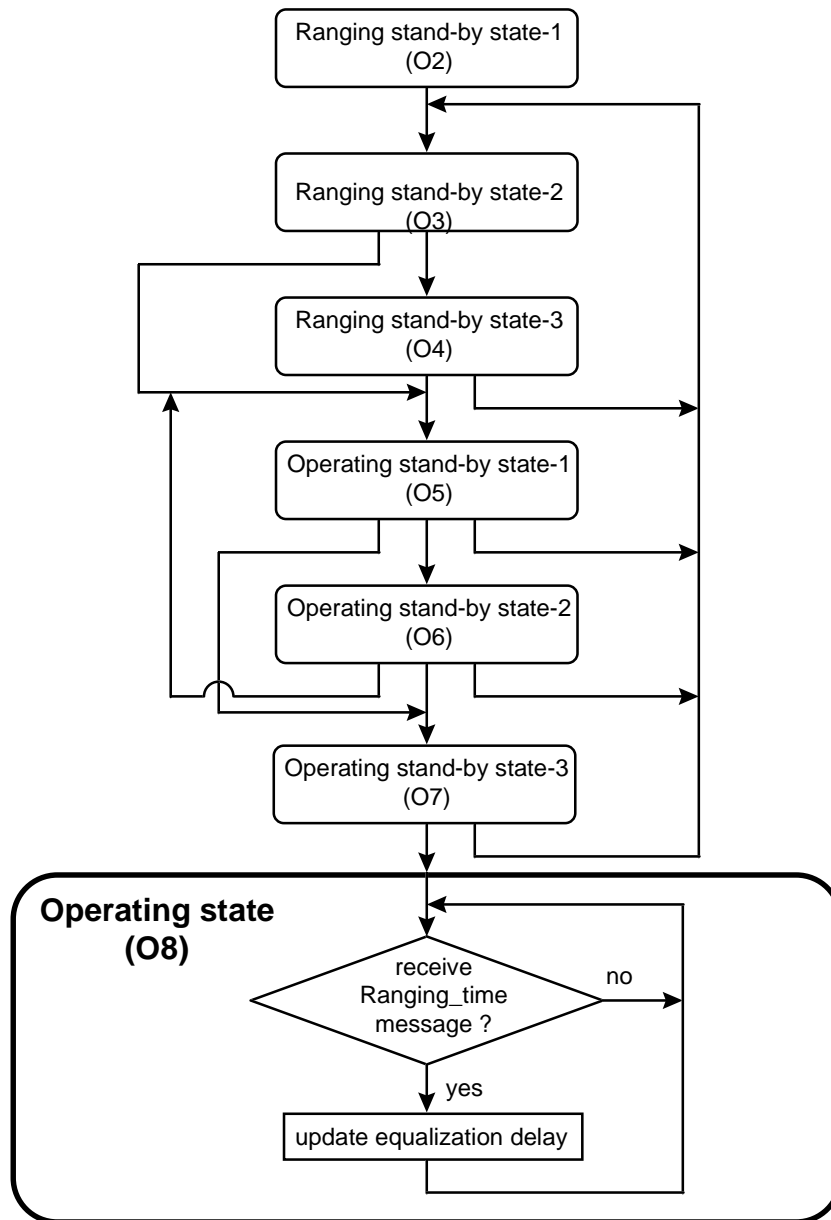 Ranging stand-by state-1
(O2)
Ranging stand-by state-2
(O3)
Ranging stand-by state-3
(O4)
Operating stand-by state-1
(O5)
Operating stand-by state-2
(O6)
Operating stand-by state-3
(O7)
Operating state
(O8)
receive
Ranging_time
message ?
no
yes
update equalization delay